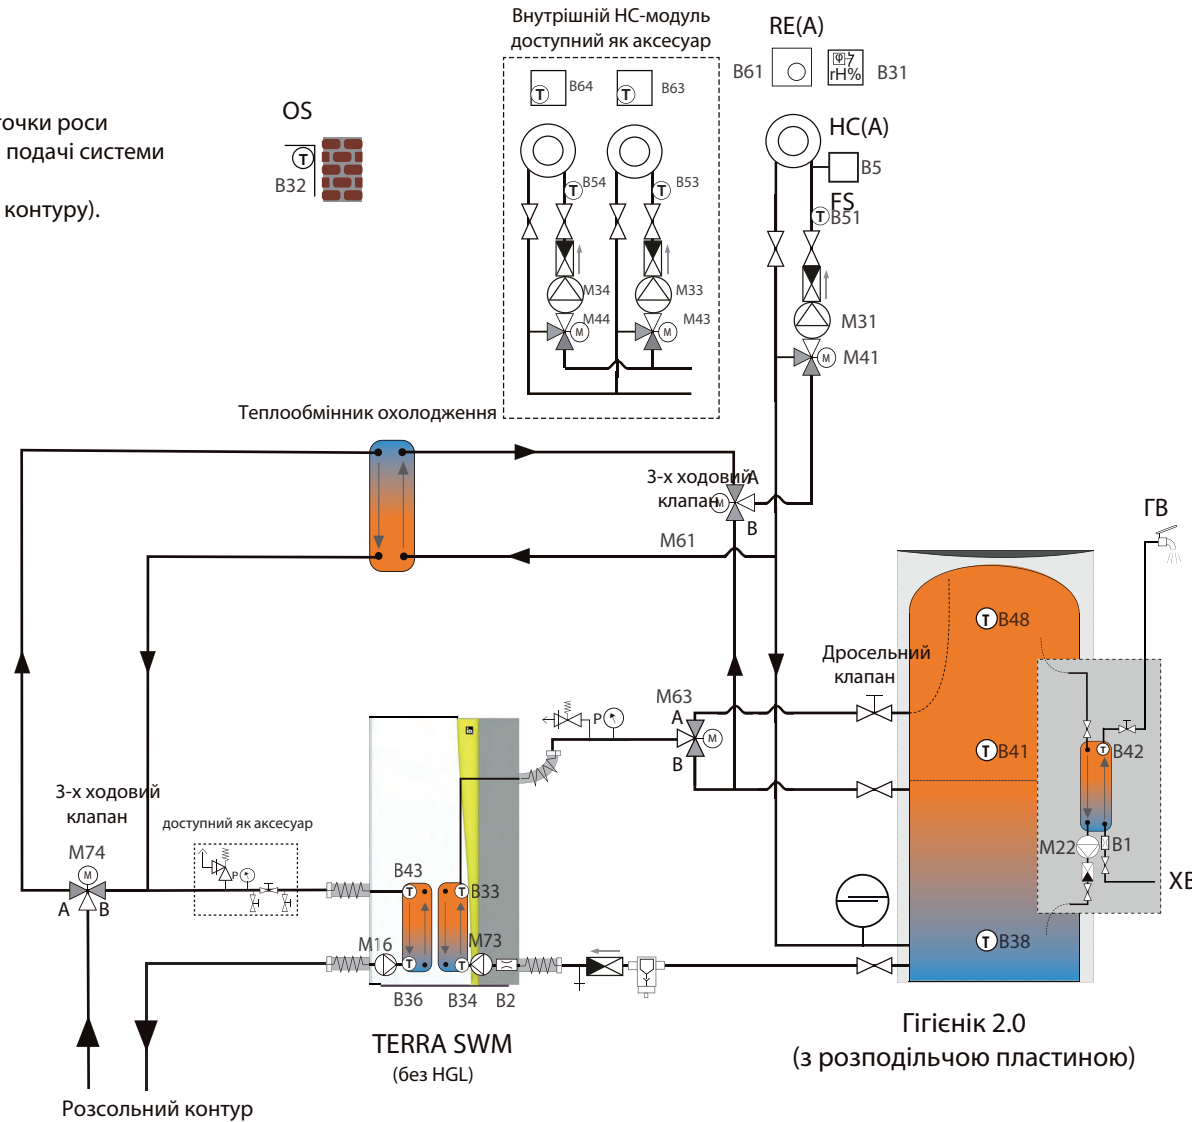 Внутрішній HC-модуль
доступний як аксесуар
RE(A)
B61
rH%
B31
T
B64
T
B63
OS
точки роси
подачі системи
контуру).
T
B32
HC(A)
B5
FS
T
B54
T
B53
T
B51
M34
M33
M31
M44
M
M43
M
M41
M
Теплообмінник охолодження
3-х ходовий
клапан
A
M
B
M61
ГВ
T
B48
Дросельний
клапан
M63
A
M
B
P
T
B41
T
B42
3-х ходовий
клапан
доступний як аксесуар
M74
M
A
B
P
B43
T
T
B33
M22
B1
ХВ
M16
T
T
M73
T
B38
B36
B34
B2
TERRA SWM
(без HGL)
Гігієнік 2.0
(з розподільчою пластиною)
Розсольний контур